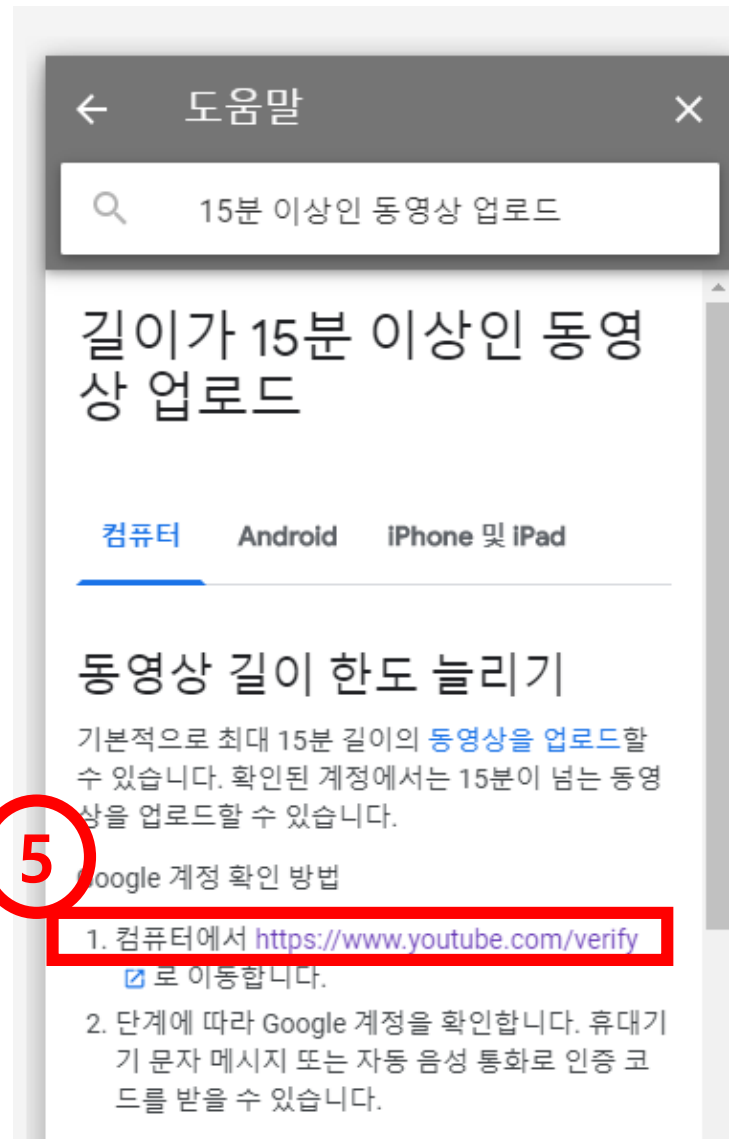 도움말
15분 이상인 동영상 업로드
길이가 15분 이상인 동영
상 업로드
컴퓨터 Android iPhone 및 iPad
동영상 길이 한도 늘리기
기본적으로 최대 15분 길이의 동영상을 업로드할
수 있습니다. 확인된 계정에서는 15분이 넘는 동영
상을 업로드할 수 있습니다.
5
Google 계정 확인 방법
1. 컴퓨터에서 https://www.youtube.com/verify
로 이동합니다.
2. 단계에 따라 Google 계정을 확인합니다. 휴대기
기 문자 메시지 또는 자동 음성 통화로 인증 코
드를 받을 수 있습니다.